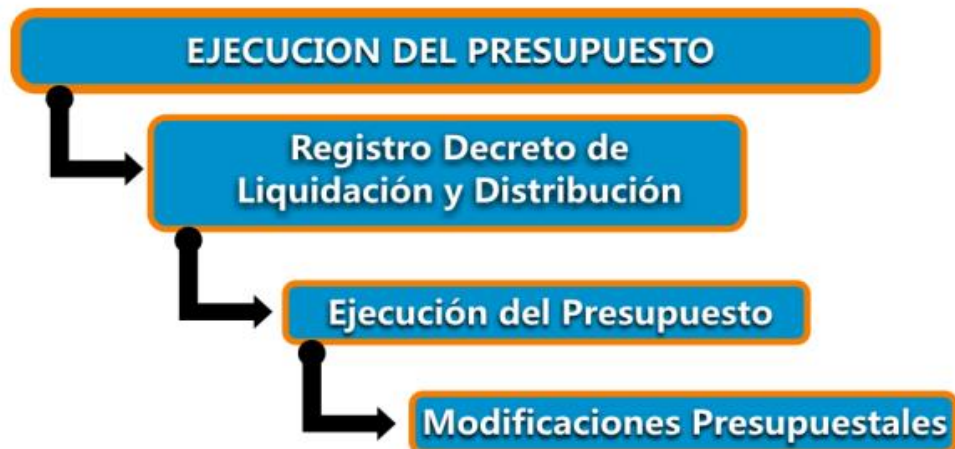 EJECUCION DEL PRESUPUESTO
Registro Decreto de
Liquidación y Distribución
Ejecución del Presupuesto
Modificaciones Presupuestales